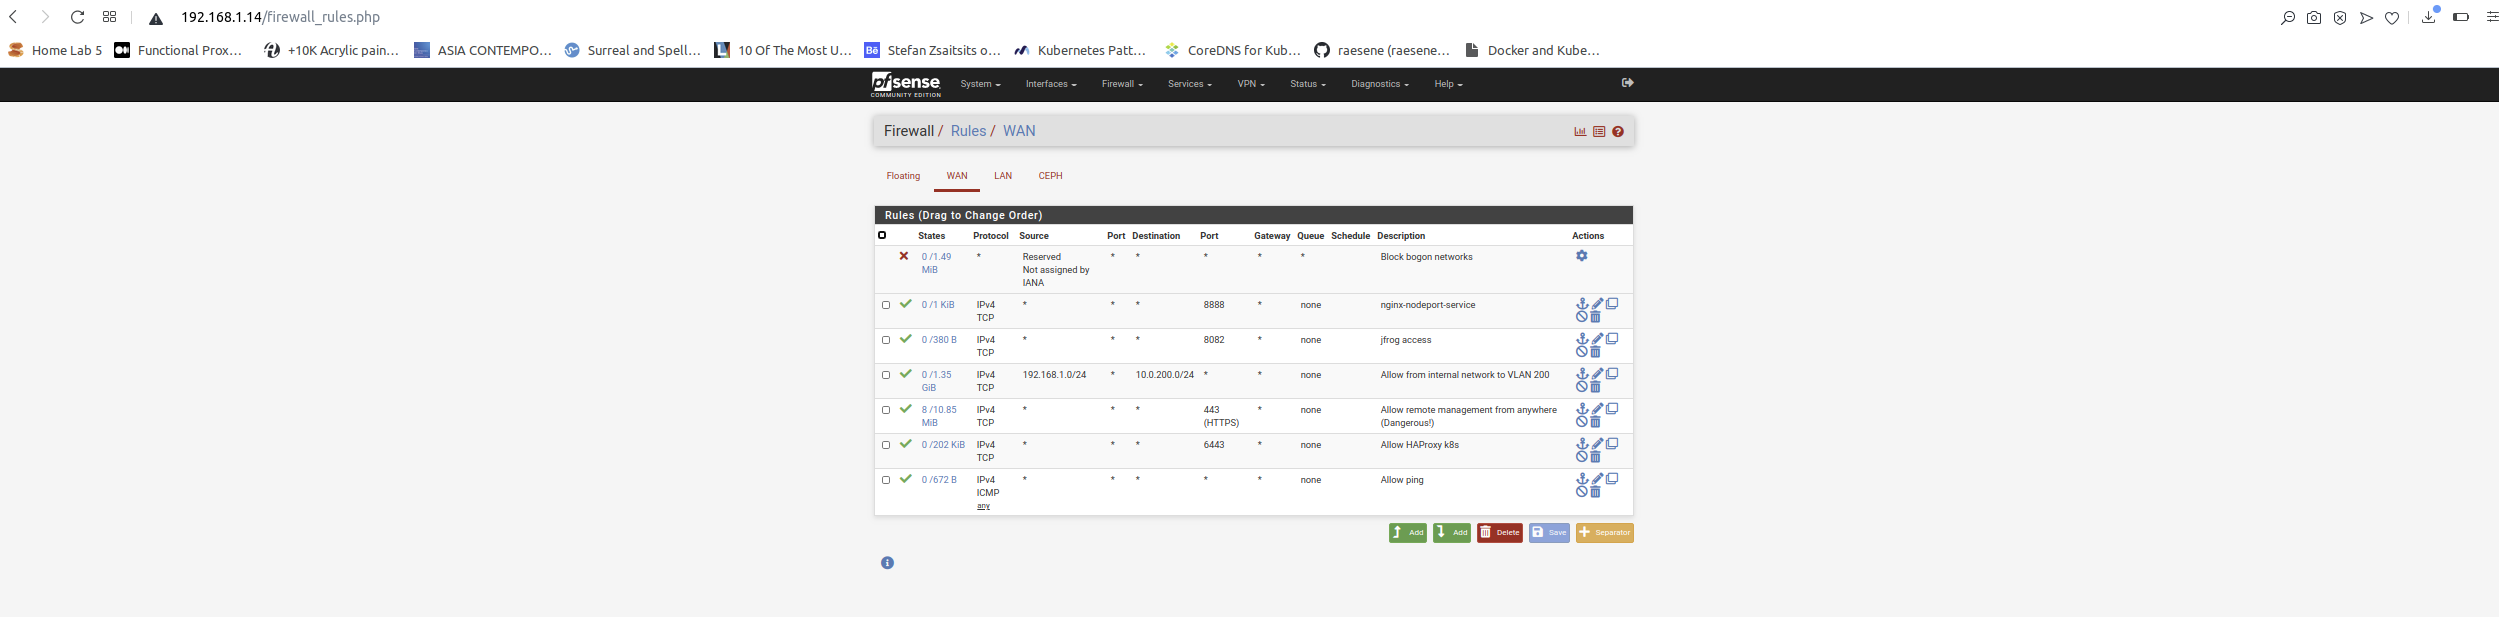 192.168.1.14/firewall_rules.php
Home Lab 5 Functional Prox... +10K Acrylic pain... ASIA CONTEMPO... Surreal and Spell... 10 Of The Most U... Bē Stefan Zsaitsits o... Kubernetes Patt... CoreDNS for Kub... raesene (raesene... Docker and Kube...
pfsense COMMUNITY EDITION System Interfaces Firewall Services VPN Status Diagnostics Help
Firewall / Rules / WAN
Floating WAN LAN CEPH
Rules (Drag to Change Order)
States Protocol Source Port Destination Port Gateway Queue Schedule Description Actions
0 /1.49 MiB * Reserved Not assigned by IANA * * * * * Block bogon networks
0 /1 KiB IPv4 TCP * * * 8888 * none nginx-nodeport-service
0 /380 B IPv4 TCP * * * 8082 * none jfrog access
0 /1.35 GiB IPv4 TCP 192.168.1.0/24 * 10.0.200.0/24 * * none Allow from internal network to VLAN 200
8 /10.85 MiB IPv4 TCP * * * 443 (HTTPS) * none Allow remote management from anywhere (Dangerous!)
0 /202 KiB IPv4 TCP * * * 6443 * none Allow HAProxy k8s
0 /672 B IPv4 ICMP any * * * * * none Allow ping
Add Add Delete Save Separator